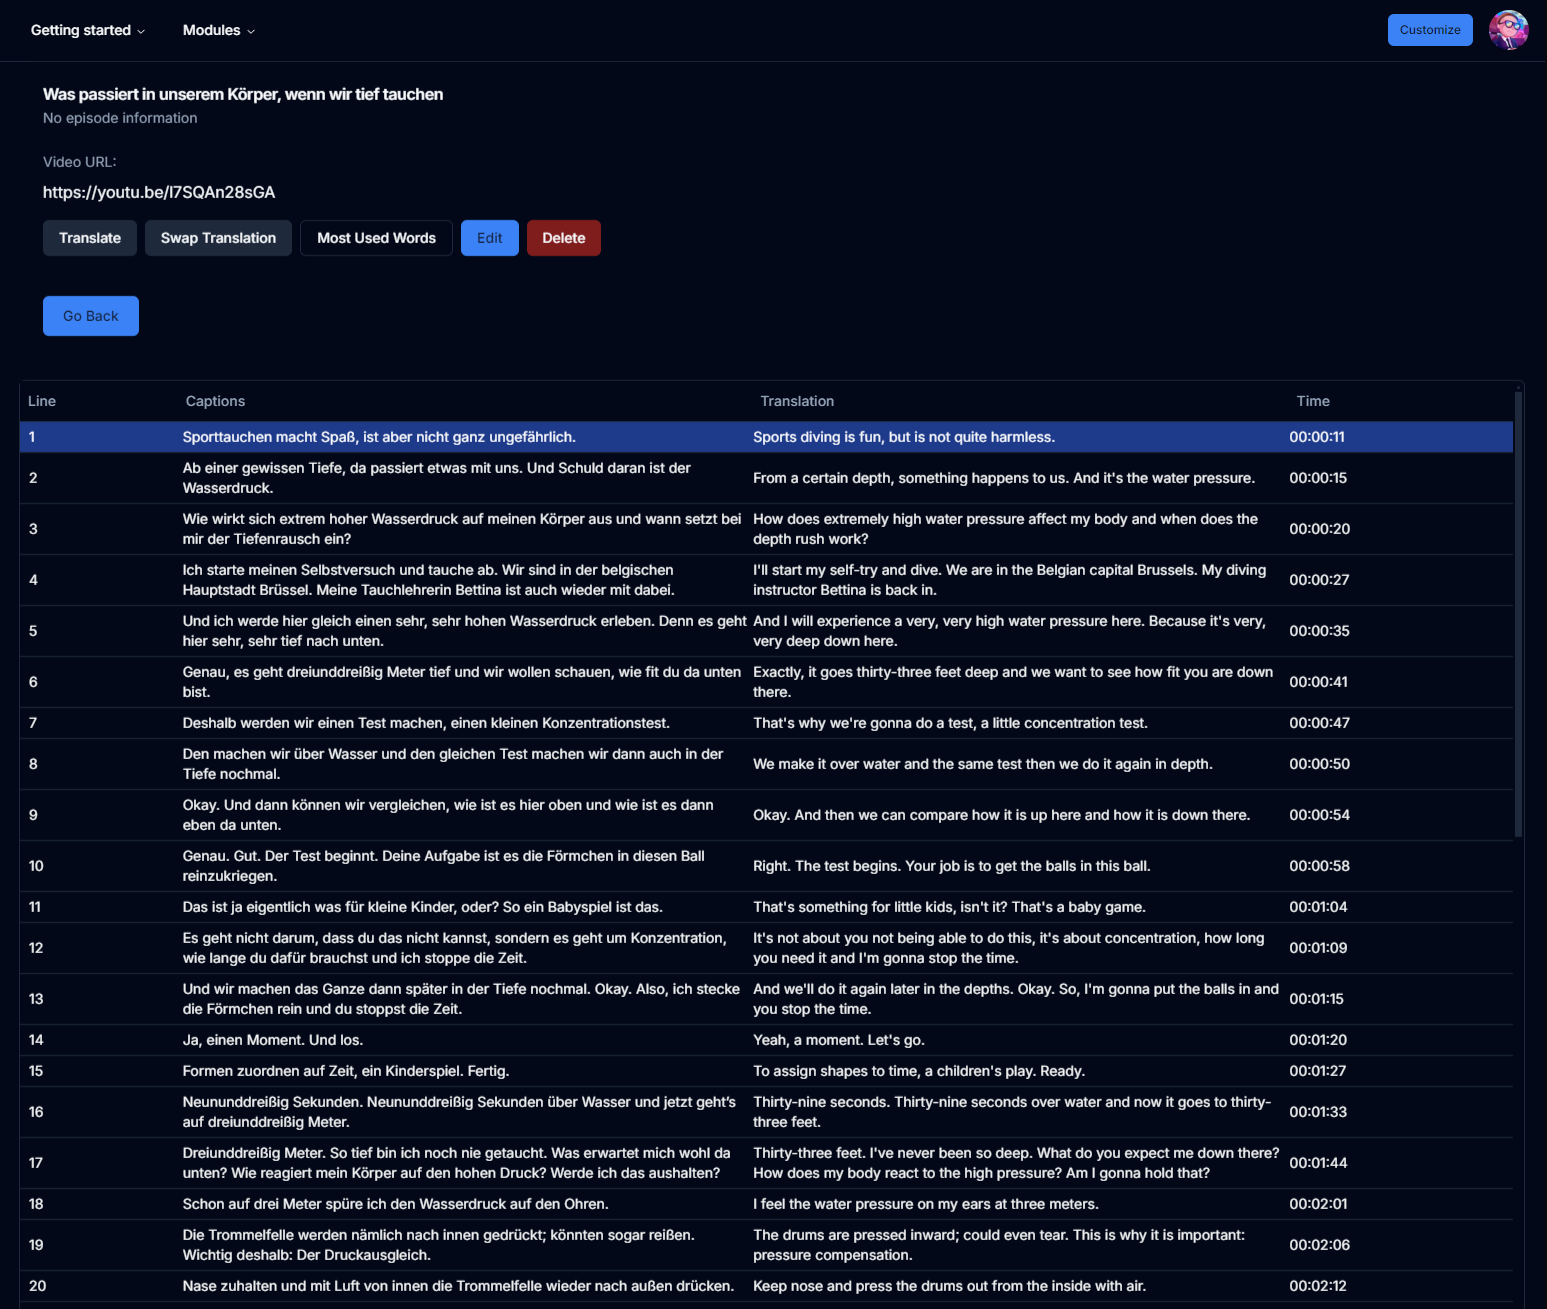 Getting started
Modules
Customize
Was passiert in unserem Körper, wenn wir tief tauchen
No episode information
Video URL:
https://youtu.be/I7SQAn28sGA
Translate
Swap Translation
Most Used Words
Edit
Delete
Go Back
Line Captions Translation Time
1 Sporttauchen macht Spaß, ist aber nicht ganz ungefährlich. Sports diving is fun, but is not quite harmless. 00:00:11
2 Ab einer gewissen Tiefe, da passiert etwas mit uns. Und Schuld daran ist der
Wasserdruck. From a certain depth, something happens to us. And it's the water pressure. 00:00:15
3 Wie wirkt sich extrem hoher Wasserdruck auf meinen Körper aus und wann setzt bei
mir der Tiefenrausch ein? How does extremely high water pressure affect my body and when does the
depth rush work? 00:00:20
4 Ich starte meinen Selbstversuch und tauche ab. Wir sind in der belgischen
Hauptstadt Brüssel. Meine Tauchlehrerin Bettina ist auch wieder mit dabei. I'll start my self-try and dive. We are in the Belgian capital Brussels. My diving
instructor Bettina is back in. 00:00:27
5 Und ich werde hier gleich einen sehr, sehr hohen Wasserdruck erleben. Denn es geht
hier sehr, sehr tief nach unten. And I will experience a very, very high water pressure here. Because it's very,
very deep down here. 00:00:35
6 Genau, es geht dreiunddreißig Meter tief und wir wollen schauen, wie fit du da unten
bist. Exactly, it goes thirty-three feet deep and we want to see how fit you are down
there. 00:00:41
7 Deshalb werden wir einen Test machen, einen kleinen Konzentrationstest. That's why we're gonna do a test, a little concentration test. 00:00:47
8 Den machen wir über Wasser und den gleichen Test machen wir dann auch in der
Tiefe nochmal. We make it over water and the same test then we do it again in depth. 00:00:50
9 Okay. Und dann können wir vergleichen, wie ist es hier oben und wie ist es dann
eben da unten. Okay. And then we can compare how it is up here and how it is down there. 00:00:54
10 Genau. Gut. Der Test beginnt. Deine Aufgabe ist es die Förmchen in diesen Ball
reinzukriegen. Right. The test begins. Your job is to get the balls in this ball. 00:00:58
11 Das ist ja eigentlich was für kleine Kinder, oder? So ein Babyspiel ist das. That's something for little kids, isn't it? That's a baby game. 00:01:04
12 Es geht nicht darum, dass du das nicht kannst, sondern es geht um Konzentration,
wie lange du dafür brauchst und ich stoppe die Zeit. It's not about you not being able to do this, it's about concentration, how long
you need it and I'm gonna stop the time. 00:01:09
13 Und wir machen das Ganze dann später in der Tiefe nochmal. Okay. Also, ich stecke
die Förmchen rein und du stoppst die Zeit. And we'll do it again later in the depths. Okay. So, I'm gonna put the balls in and
you stop the time. 00:01:15
14 Ja, einen Moment. Und los. Yeah, a moment. Let's go. 00:01:20
15 Formen zuordnen auf Zeit, ein Kinderspiel. Fertig. To assign shapes to time, a children's play. Ready. 00:01:27
16 Neununddreißig Sekunden. Neununddreißig Sekunden über Wasser und jetzt geht's
auf dreiunddreißig Meter. Thirty-nine seconds. Thirty-nine seconds over water and now it goes to thirty-
three feet. 00:01:33
17 Dreiunddreißig Meter. So tief bin ich noch nie getaucht. Was erwartet mich wohl da
unten? Wie reagiert mein Körper auf den hohen Druck? Werde ich das aushalten? Thirty-three feet. I've never been so deep. What do you expect me down there?
How does my body react to the high pressure? Am I gonna hold that? 00:01:44
18 Schon auf drei Meter spüre ich den Wasserdruck auf den Ohren. I feel the water pressure on my ears at three meters. 00:02:01
19 Die Trommelfelle werden nämlich nach innen gedrückt; könnten sogar reißen.
Wichtig deshalb: Der Druckausgleich. The drums are pressed inward; could even tear. This is why it is important:
pressure compensation. 00:02:06
20 Nase zuhalten und mit Luft von innen die Trommelfelle wieder nach außen drücken. Keep nose and press the drums out from the inside with air. 00:02:12